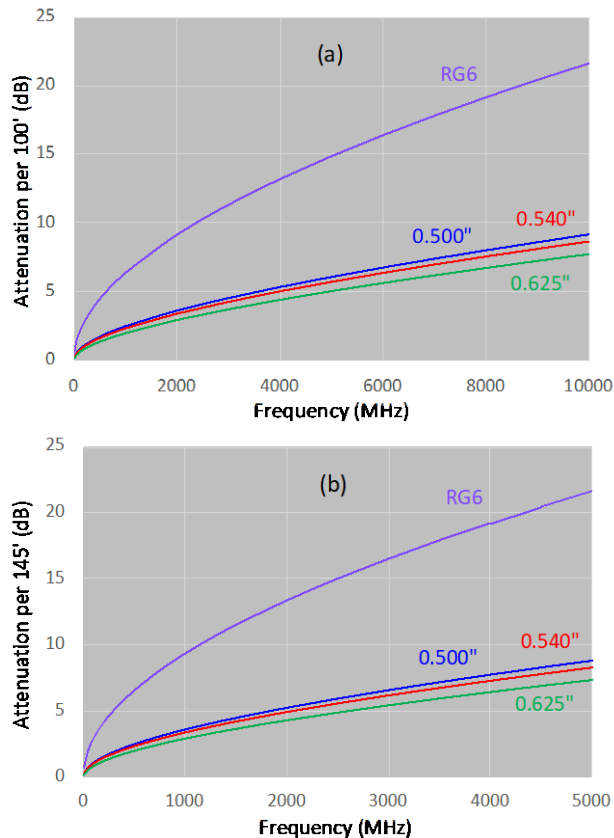 25
(a)
RG6
20
15
10
0.540"
0.500"
5
0.625"
0
0 2000 4000 6000 8000 10000
Attenuation per 100' (dB)
Frequency (MHz)
25
(b)
RG6
20
15
10
0.540"
0.500"
5
0.625"
0
0 1000 2000 3000 4000 5000
Attenuation per 145' (dB)
Frequency (MHz)